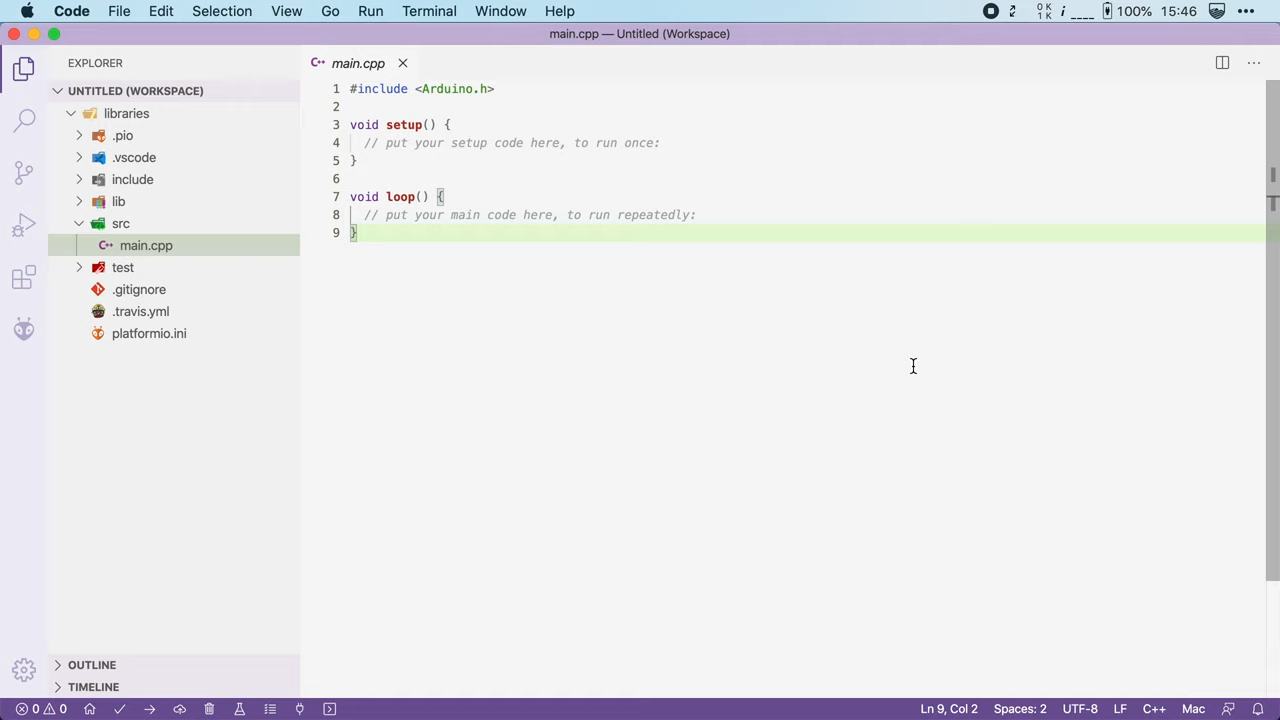 Code File Edit Selection View Go Run Terminal Window Help 0 K 1 K 100% 15:46
main.cpp — Untitled (Workspace)
EXPLORER
UNTITLED (WORKSPACE)
libraries
.pio
.vscode
include
lib
src
main.cpp
test
.gitignore
.travis.yml
platformio.ini
OUTLINE
TIMELINE
main.cpp
1 #include <Arduino.h>
2
3 void setup() {
4 // put your setup code here, to run once:
5 }
6
7 void loop() {
8 // put your main code here, to run repeatedly:
9 }
0 0 Ln 9, Col 2 Spaces: 2 UTF-8 LF C++ Mac